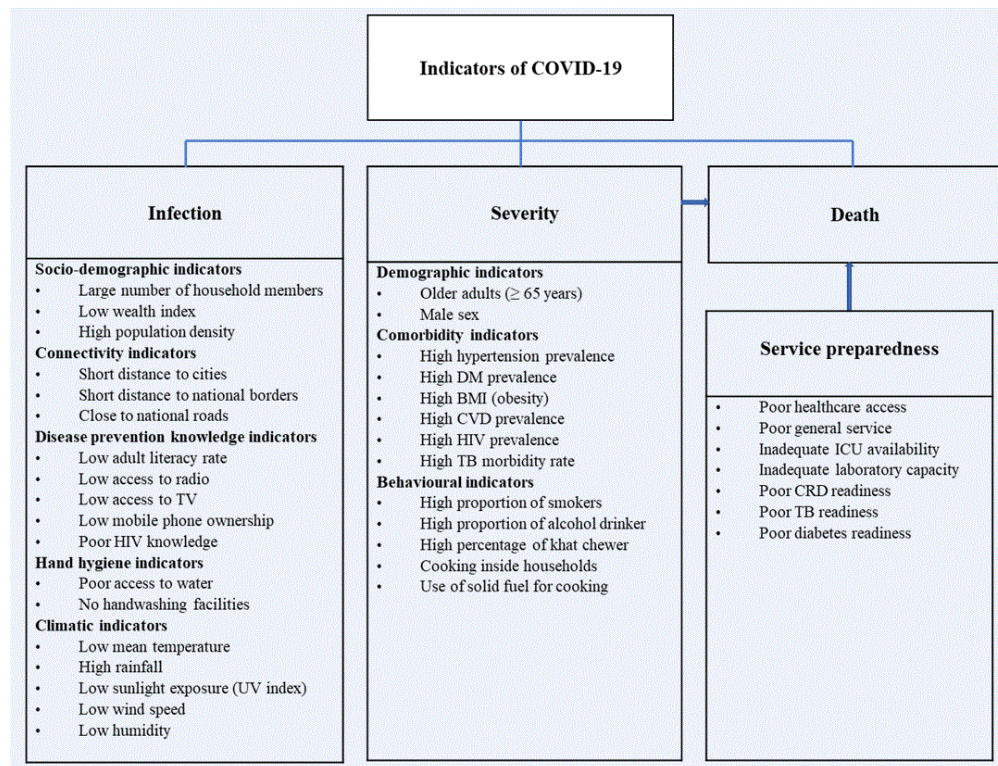 Indicators of COVID-19
Infection
Socio-demographic indicators
• Large number of household members
• Low wealth index
• High population density
Connectivity indicators
• Short distance to cities
• Short distance to national borders
• Close to national roads
Disease prevention knowledge indicators
• Low adult literacy rate
• Low access to radio
• Low access to TV
• Low mobile phone ownership
• Poor HIV knowledge
Hand hygiene indicators
• Poor access to water
• No handwashing facilities
Climatic indicators
• Low mean temperature
• High rainfall
• Low sunlight exposure (UV index)
• Low wind speed
• Low humidity
Severity
Demographic indicators
• Older adults (≥ 65 years)
• Male sex
Comorbidity indicators
• High hypertension prevalence
• High DM prevalence
• High BMI (obesity)
• High CVD prevalence
• High HIV prevalence
• High TB morbidity rate
Behavioural indicators
• High proportion of smokers
• High proportion of alcohol drinker
• High percentage of khat chewer
• Cooking inside households
• Use of solid fuel for cooking
Death
Service preparedness
• Poor healthcare access
• Poor general service
• Inadequate ICU availability
• Inadequate laboratory capacity
• Poor CRD readiness
• Poor TB readiness
• Poor diabetes readiness